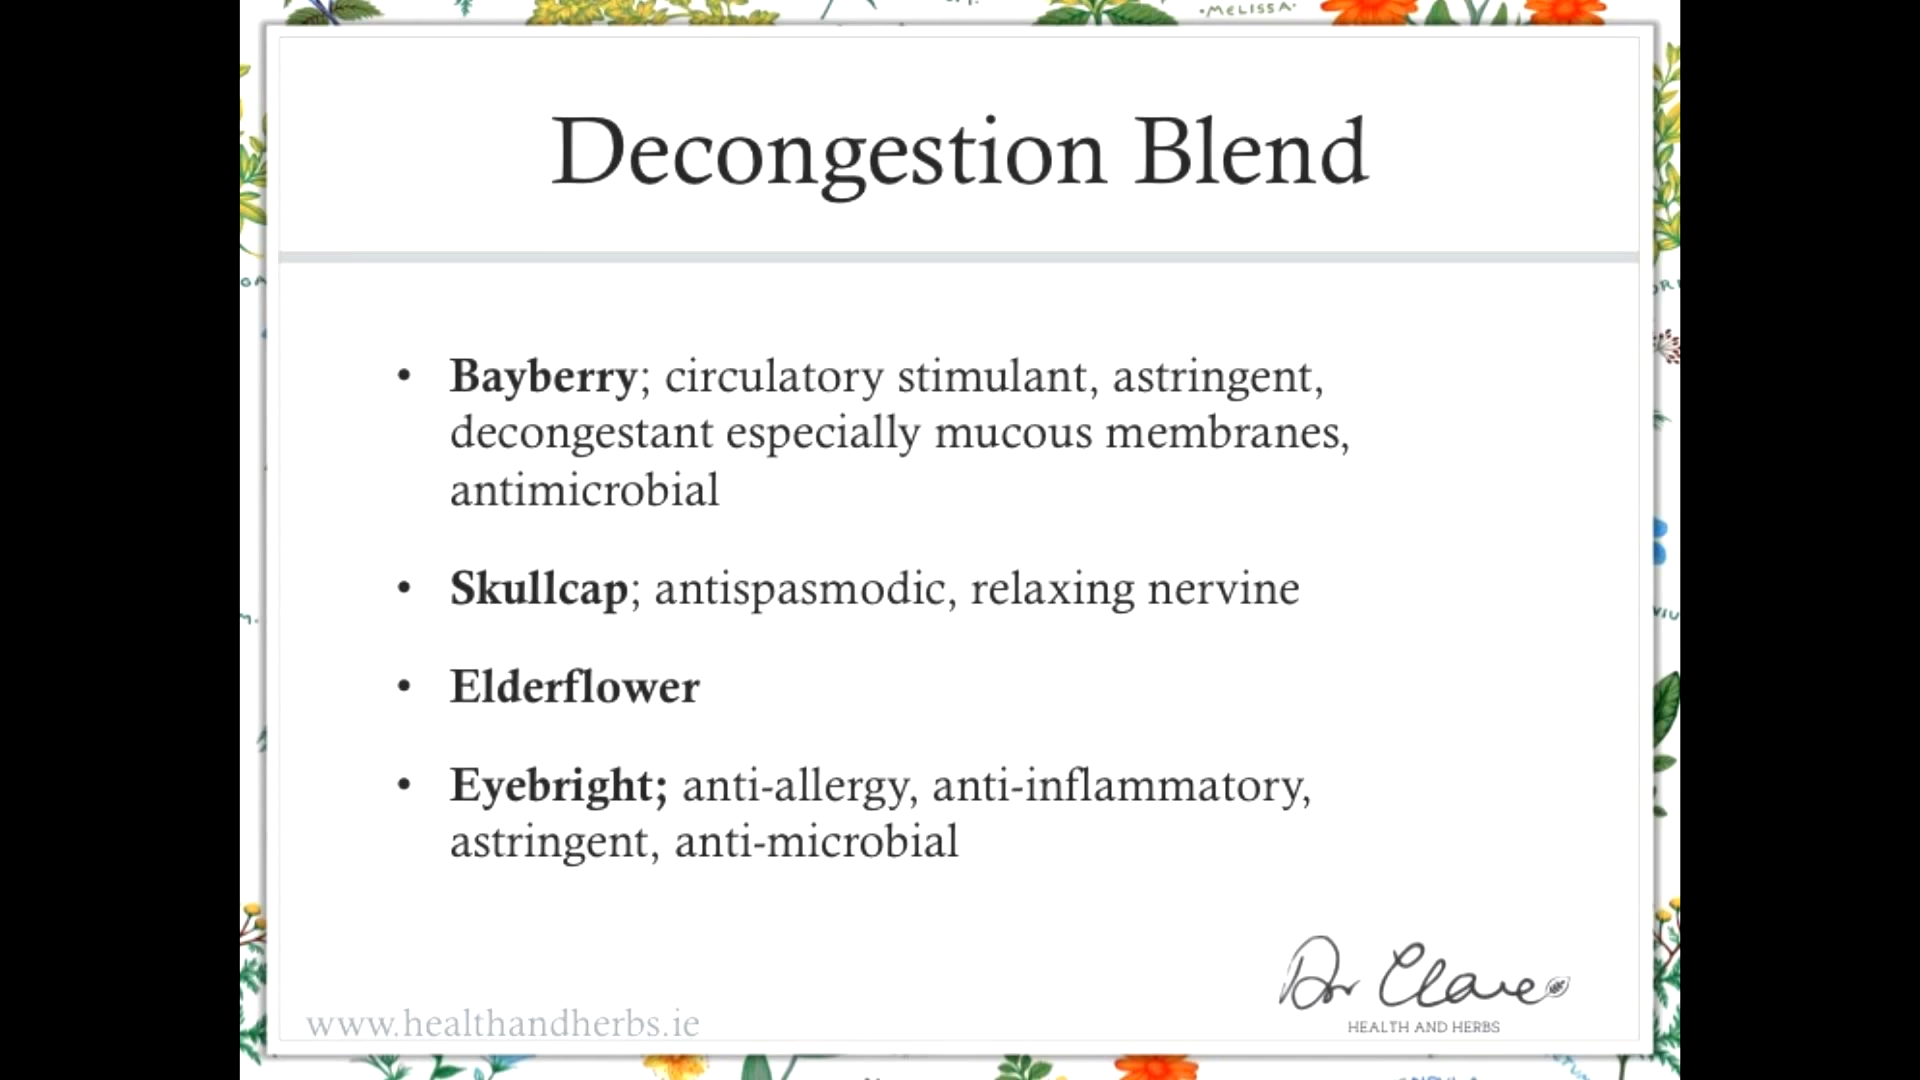 ·MELISSA·
Decongestion Blend
• Bayberry; circulatory stimulant, astringent,
decongestant especially mucous membranes,
antimicrobial
• Skullcap; antispasmodic, relaxing nervine
• Elderflower
• Eyebright; anti-allergy, anti-inflammatory,
astringent, anti-microbial
Dr Clare
HEALTH AND HERBS
www.healthandherbs.ie